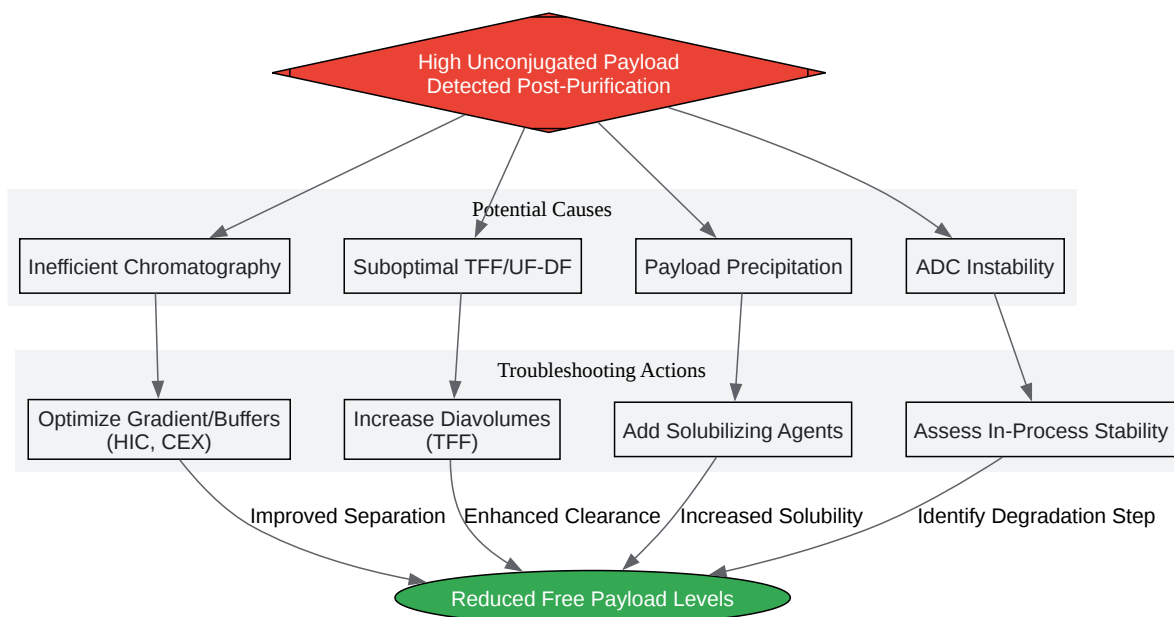 High Unconjugated Payload
Detected Post-Purification
Potential Causes
Inefficient Chromatography
Suboptimal TFF/UF-DF
Payload Precipitation
ADC Instability
Troubleshooting Actions
Optimize Gradient/Buffers
(HIC, CEX)
Increase Diavolumes
(TFF)
Add Solubilizing Agents
Assess In-Process Stability
Improved Separation
Enhanced Clearance
Increased Solubility
Identify Degradation Step
Reduced Free Payload Levels